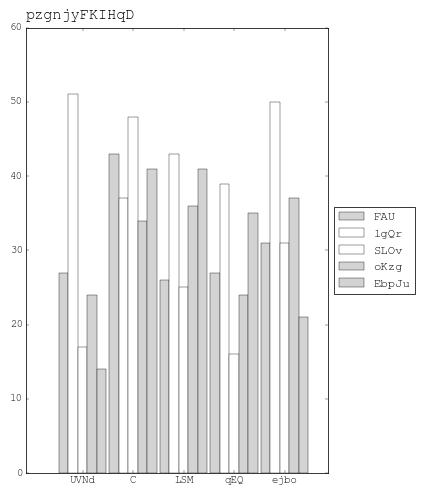 pzgnjyFKIHqD
60
50
40
30
20
10
0
UVNd C LSM qEQ ejbo
FAU
lgQr
SLOv
oKzg
EbpJu